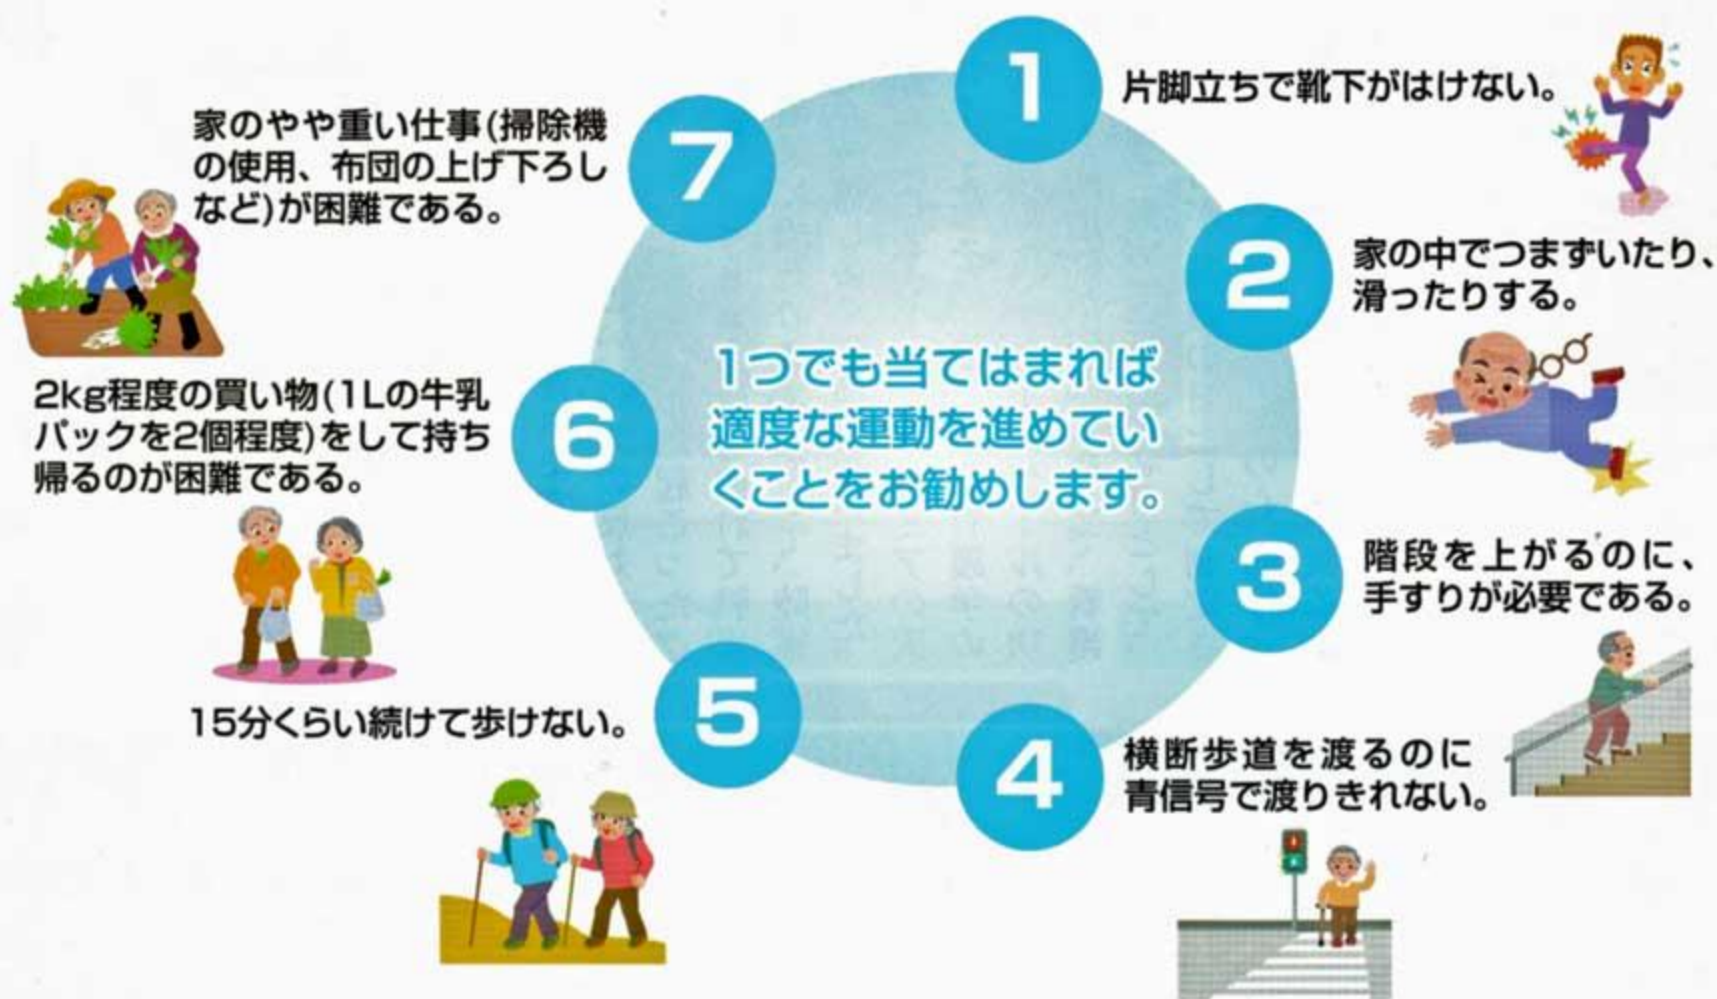 1
片脚立ちで靴下がはけない。
2
家の中でつまずいたり、
滑ったりする。
3
階段を上がるのに、
手すりが必要である。
4
横断歩道を渡るのに
青信号で渡りきれない。
5
15分くらい続けて歩けない。
6
2kg程度の買い物(1Lの牛乳
パックを2個程度)をして持ち
帰るのが困難である。
7
家のやや重い仕事(掃除機
の使用、布団の上げ下ろし
など)が困難である。
1つでも当てはまれば
適度な運動を進めてい
くことをお勧めします。